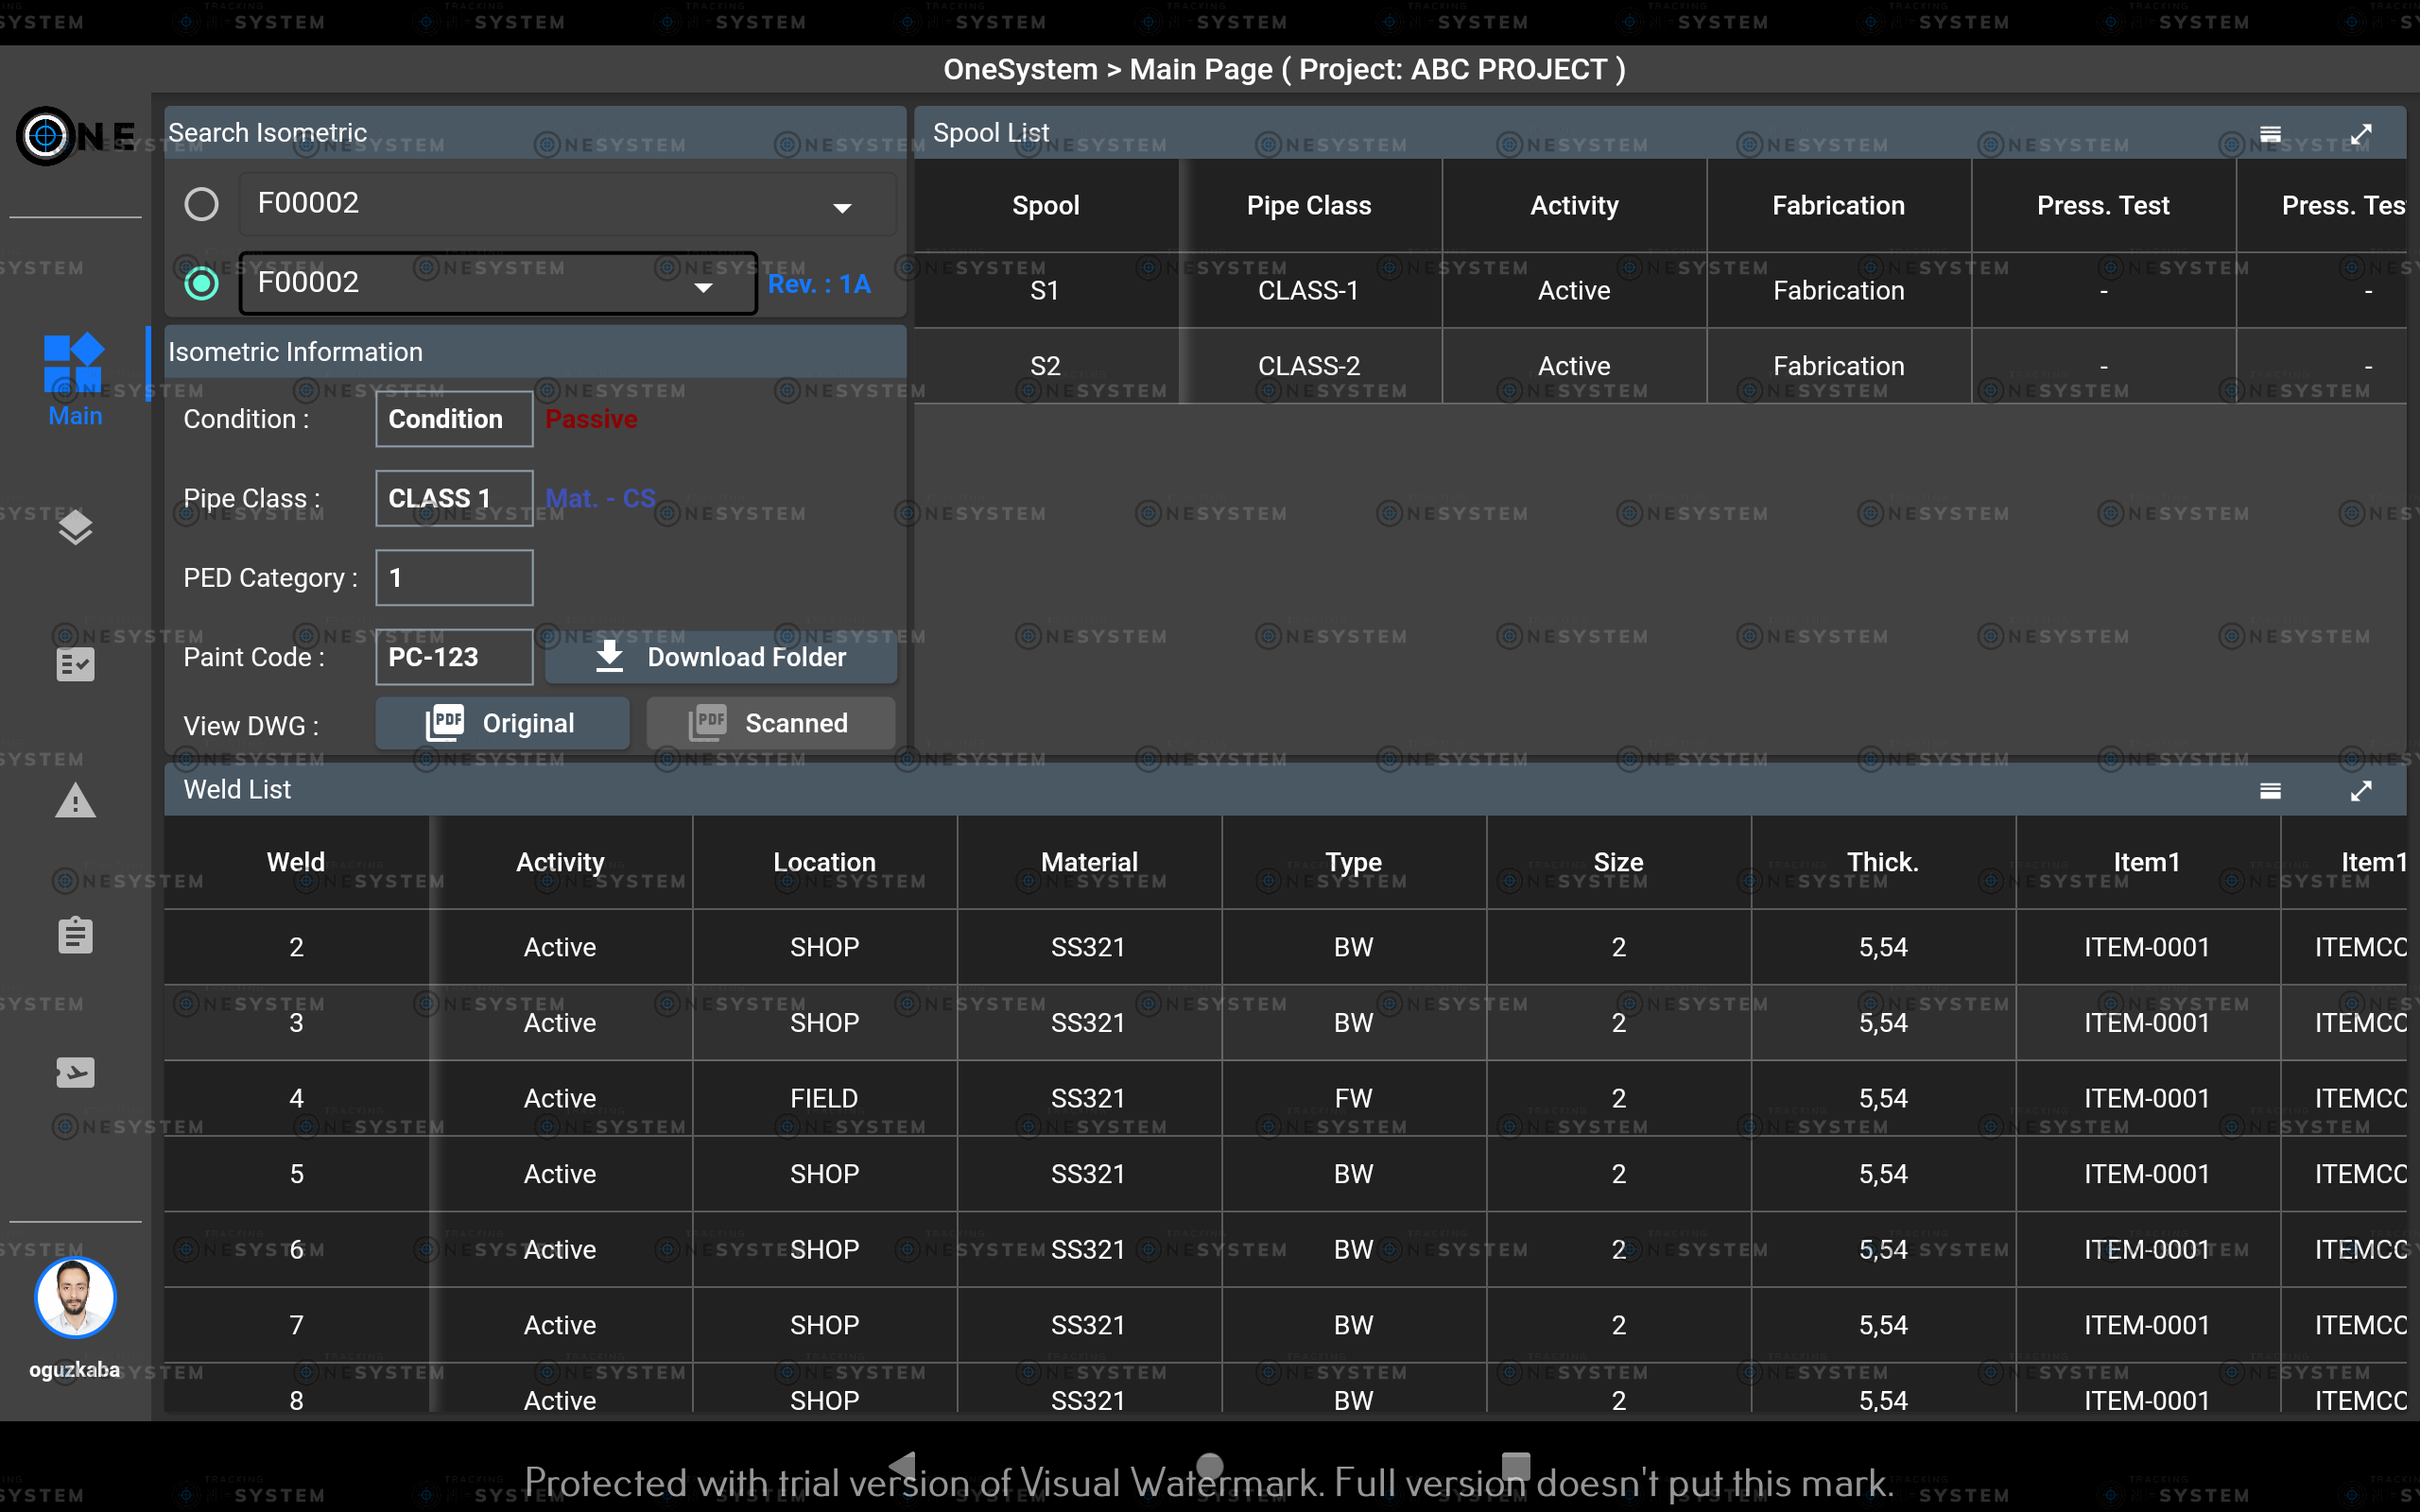 OneSystem > Main Page ( Project: ABC PROJECT )
ONE
Search Isometric
F00002
F00002
Rev. : 1A
Isometric Information
Condition :
Condition
Passive
Pipe Class :
CLASS 1
Mat. - CS
PED Category :
1
Paint Code :
PC-123
Download Folder
View DWG :
PDF Original
PDF Scanned
Main
oguzkaba
Spool List
Spool Pipe Class Activity Fabrication Press. Test Press. Tes
S1 CLASS-1 Active Fabrication - -
S2 CLASS-2 Active Fabrication - -
Weld List
Weld Activity Location Material Type Size Thick. Item1 Item1
2 Active SHOP SS321 BW 2 5,54 ITEM-0001 ITEMCC
3 Active SHOP SS321 BW 2 5,54 ITEM-0001 ITEMCC
4 Active FIELD SS321 FW 2 5,54 ITEM-0001 ITEMCC
5 Active SHOP SS321 BW 2 5,54 ITEM-0001 ITEMCC
6 Active SHOP SS321 BW 2 5,54 ITEM-0001 ITEMCC
7 Active SHOP SS321 BW 2 5,54 ITEM-0001 ITEMCC
8 Active SHOP SS321 BW 2 5,54 ITEM-0001 ITEMCC
TRACKING
ONESYSTEM
Protected with trial version of Visual Watermark. Full version doesn't put this mark.